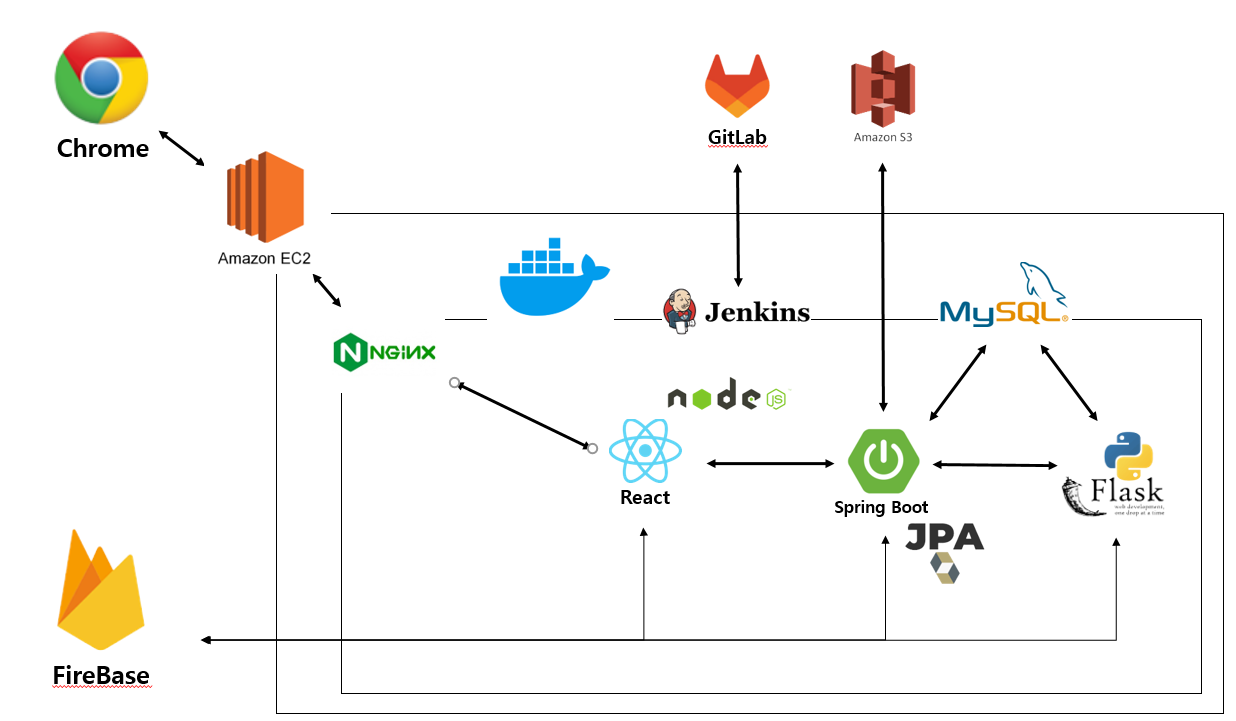 Chrome
GitLab
Amazon S3
Amazon EC2
Jenkins
MySQL®
NGINX
node
JS
React
Spring Boot
Flask
web development,
one drop at a time
JPA
FireBase